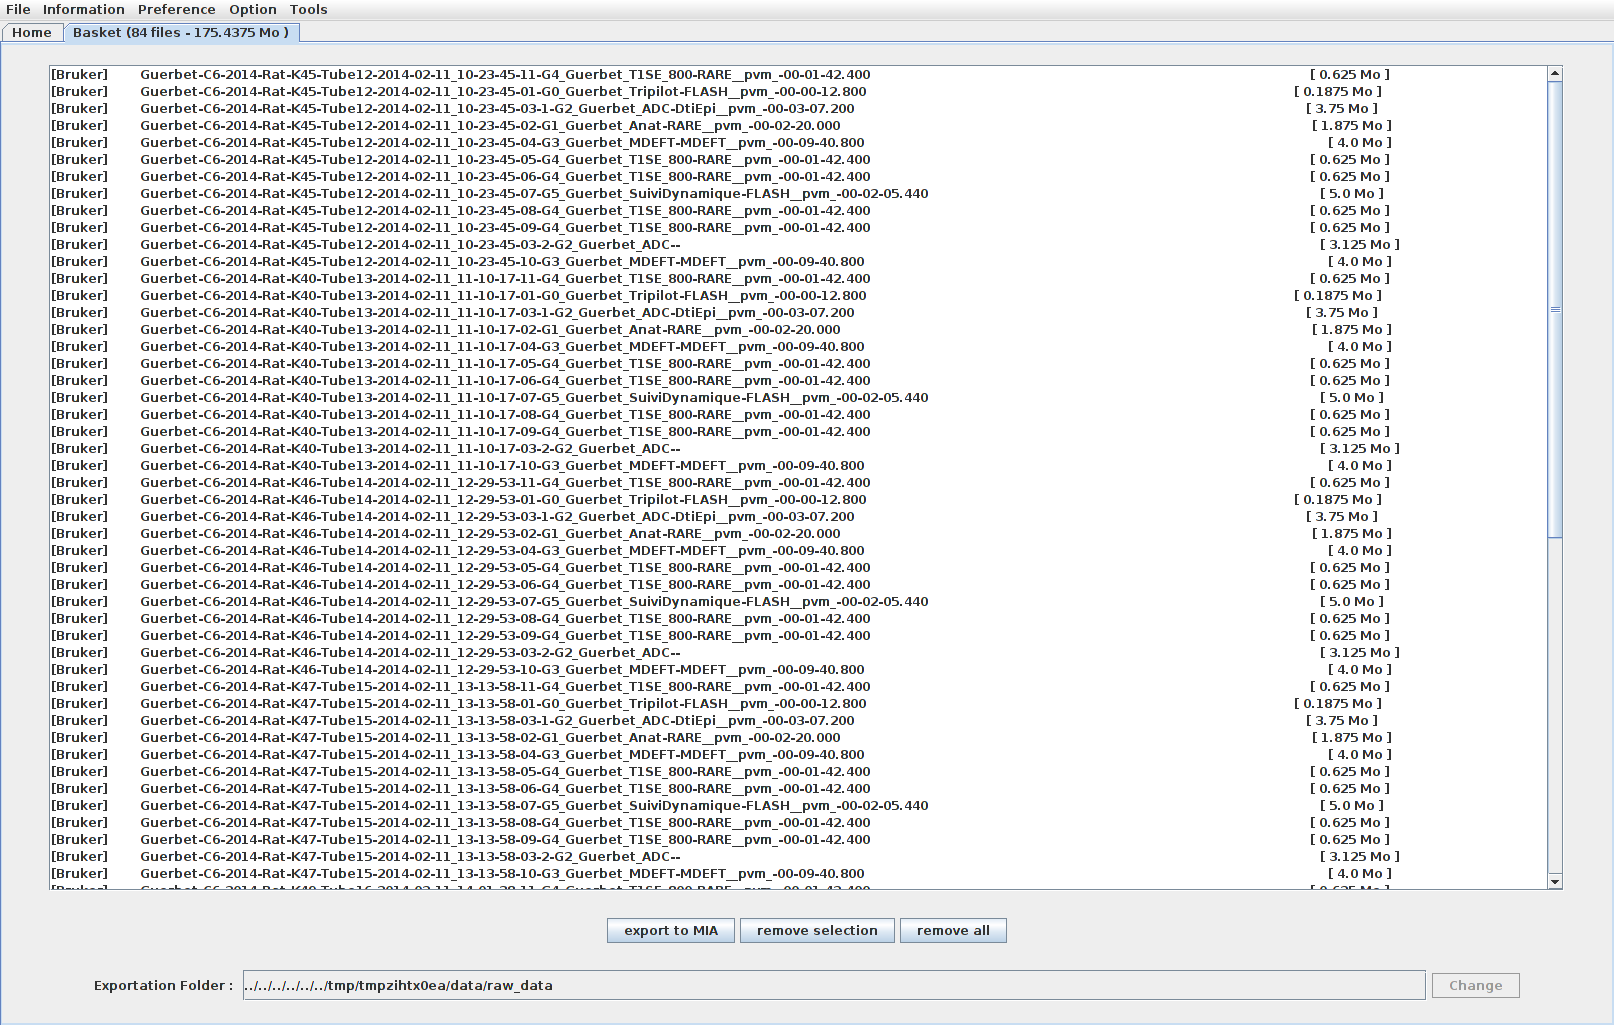 File Information Preference Option Tools
Home Basket (84 files - 175.4375 Mo )
[Bruker] Guerbet-C6-2014-Rat-K45-Tube12-2014-02-11_10-23-45-11-G4_Guerbet_T1SE_800-RARE__pvm_-00-01-42.400 [ 0.625 Mo ]
[Bruker] Guerbet-C6-2014-Rat-K45-Tube12-2014-02-11_10-23-45-01-G0_Guerbet_Tripilot-FLASH__pvm_-00-00-12.800 [ 0.1875 Mo ]
[Bruker] Guerbet-C6-2014-Rat-K45-Tube12-2014-02-11_10-23-45-03-1-G2_Guerbet_ADC-DtiEpi__pvm_-00-03-07.200 [ 3.75 Mo ]
[Bruker] Guerbet-C6-2014-Rat-K45-Tube12-2014-02-11_10-23-45-02-G1_Guerbet_Anat-RARE__pvm_-00-02-20.000 [ 1.875 Mo ]
[Bruker] Guerbet-C6-2014-Rat-K45-Tube12-2014-02-11_10-23-45-04-G3_Guerbet_MDEFT-MDEFT__pvm_-00-09-40.800 [ 4.0 Mo ]
[Bruker] Guerbet-C6-2014-Rat-K45-Tube12-2014-02-11_10-23-45-05-G4_Guerbet_T1SE_800-RARE__pvm_-00-01-42.400 [ 0.625 Mo ]
[Bruker] Guerbet-C6-2014-Rat-K45-Tube12-2014-02-11_10-23-45-06-G4_Guerbet_T1SE_800-RARE__pvm_-00-01-42.400 [ 0.625 Mo ]
[Bruker] Guerbet-C6-2014-Rat-K45-Tube12-2014-02-11_10-23-45-07-G5_Guerbet_SuiviDynamique-FLASH__pvm_-00-02-05.440 [ 5.0 Mo ]
[Bruker] Guerbet-C6-2014-Rat-K45-Tube12-2014-02-11_10-23-45-08-G4_Guerbet_T1SE_800-RARE__pvm_-00-01-42.400 [ 0.625 Mo ]
[Bruker] Guerbet-C6-2014-Rat-K45-Tube12-2014-02-11_10-23-45-09-G4_Guerbet_T1SE_800-RARE__pvm_-00-01-42.400 [ 0.625 Mo ]
[Bruker] Guerbet-C6-2014-Rat-K45-Tube12-2014-02-11_10-23-45-03-2-G2_Guerbet_ADC-- [ 3.125 Mo ]
[Bruker] Guerbet-C6-2014-Rat-K45-Tube12-2014-02-11_10-23-45-10-G3_Guerbet_MDEFT-MDEFT__pvm_-00-09-40.800 [ 4.0 Mo ]
[Bruker] Guerbet-C6-2014-Rat-K40-Tube13-2014-02-11_11-10-17-11-G4_Guerbet_T1SE_800-RARE__pvm_-00-01-42.400 [ 0.625 Mo ]
[Bruker] Guerbet-C6-2014-Rat-K40-Tube13-2014-02-11_11-10-17-01-G0_Guerbet_Tripilot-FLASH__pvm_-00-00-12.800 [ 0.1875 Mo ]
[Bruker] Guerbet-C6-2014-Rat-K40-Tube13-2014-02-11_11-10-17-03-1-G2_Guerbet_ADC-DtiEpi__pvm_-00-03-07.200 [ 3.75 Mo ]
[Bruker] Guerbet-C6-2014-Rat-K40-Tube13-2014-02-11_11-10-17-02-G1_Guerbet_Anat-RARE__pvm_-00-02-20.000 [ 1.875 Mo ]
[Bruker] Guerbet-C6-2014-Rat-K40-Tube13-2014-02-11_11-10-17-04-G3_Guerbet_MDEFT-MDEFT__pvm_-00-09-40.800 [ 4.0 Mo ]
[Bruker] Guerbet-C6-2014-Rat-K40-Tube13-2014-02-11_11-10-17-05-G4_Guerbet_T1SE_800-RARE__pvm_-00-01-42.400 [ 0.625 Mo ]
[Bruker] Guerbet-C6-2014-Rat-K40-Tube13-2014-02-11_11-10-17-06-G4_Guerbet_T1SE_800-RARE__pvm_-00-01-42.400 [ 0.625 Mo ]
[Bruker] Guerbet-C6-2014-Rat-K40-Tube13-2014-02-11_11-10-17-07-G5_Guerbet_SuiviDynamique-FLASH__pvm_-00-02-05.440 [ 5.0 Mo ]
[Bruker] Guerbet-C6-2014-Rat-K40-Tube13-2014-02-11_11-10-17-08-G4_Guerbet_T1SE_800-RARE__pvm_-00-01-42.400 [ 0.625 Mo ]
[Bruker] Guerbet-C6-2014-Rat-K40-Tube13-2014-02-11_11-10-17-09-G4_Guerbet_T1SE_800-RARE__pvm_-00-01-42.400 [ 0.625 Mo ]
[Bruker] Guerbet-C6-2014-Rat-K40-Tube13-2014-02-11_11-10-17-03-2-G2_Guerbet_ADC-- [ 3.125 Mo ]
[Bruker] Guerbet-C6-2014-Rat-K40-Tube13-2014-02-11_11-10-17-10-G3_Guerbet_MDEFT-MDEFT__pvm_-00-09-40.800 [ 4.0 Mo ]
[Bruker] Guerbet-C6-2014-Rat-K46-Tube14-2014-02-11_12-29-53-11-G4_Guerbet_T1SE_800-RARE__pvm_-00-01-42.400 [ 0.625 Mo ]
[Bruker] Guerbet-C6-2014-Rat-K46-Tube14-2014-02-11_12-29-53-01-G0_Guerbet_Tripilot-FLASH__pvm_-00-00-12.800 [ 0.1875 Mo ]
[Bruker] Guerbet-C6-2014-Rat-K46-Tube14-2014-02-11_12-29-53-03-1-G2_Guerbet_ADC-DtiEpi__pvm_-00-03-07.200 [ 3.75 Mo ]
[Bruker] Guerbet-C6-2014-Rat-K46-Tube14-2014-02-11_12-29-53-02-G1_Guerbet_Anat-RARE__pvm_-00-02-20.000 [ 1.875 Mo ]
[Bruker] Guerbet-C6-2014-Rat-K46-Tube14-2014-02-11_12-29-53-04-G3_Guerbet_MDEFT-MDEFT__pvm_-00-09-40.800 [ 4.0 Mo ]
[Bruker] Guerbet-C6-2014-Rat-K46-Tube14-2014-02-11_12-29-53-05-G4_Guerbet_T1SE_800-RARE__pvm_-00-01-42.400 [ 0.625 Mo ]
[Bruker] Guerbet-C6-2014-Rat-K46-Tube14-2014-02-11_12-29-53-06-G4_Guerbet_T1SE_800-RARE__pvm_-00-01-42.400 [ 0.625 Mo ]
[Bruker] Guerbet-C6-2014-Rat-K46-Tube14-2014-02-11_12-29-53-07-G5_Guerbet_SuiviDynamique-FLASH__pvm_-00-02-05.440 [ 5.0 Mo ]
[Bruker] Guerbet-C6-2014-Rat-K46-Tube14-2014-02-11_12-29-53-08-G4_Guerbet_T1SE_800-RARE__pvm_-00-01-42.400 [ 0.625 Mo ]
[Bruker] Guerbet-C6-2014-Rat-K46-Tube14-2014-02-11_12-29-53-09-G4_Guerbet_T1SE_800-RARE__pvm_-00-01-42.400 [ 0.625 Mo ]
[Bruker] Guerbet-C6-2014-Rat-K46-Tube14-2014-02-11_12-29-53-03-2-G2_Guerbet_ADC-- [ 3.125 Mo ]
[Bruker] Guerbet-C6-2014-Rat-K46-Tube14-2014-02-11_12-29-53-10-G3_Guerbet_MDEFT-MDEFT__pvm_-00-09-40.800 [ 4.0 Mo ]
[Bruker] Guerbet-C6-2014-Rat-K47-Tube15-2014-02-11_13-13-58-11-G4_Guerbet_T1SE_800-RARE__pvm_-00-01-42.400 [ 0.625 Mo ]
[Bruker] Guerbet-C6-2014-Rat-K47-Tube15-2014-02-11_13-13-58-01-G0_Guerbet_Tripilot-FLASH__pvm_-00-00-12.800 [ 0.1875 Mo ]
[Bruker] Guerbet-C6-2014-Rat-K47-Tube15-2014-02-11_13-13-58-03-1-G2_Guerbet_ADC-DtiEpi__pvm_-00-03-07.200 [ 3.75 Mo ]
[Bruker] Guerbet-C6-2014-Rat-K47-Tube15-2014-02-11_13-13-58-02-G1_Guerbet_Anat-RARE__pvm_-00-02-20.000 [ 1.875 Mo ]
[Bruker] Guerbet-C6-2014-Rat-K47-Tube15-2014-02-11_13-13-58-04-G3_Guerbet_MDEFT-MDEFT__pvm_-00-09-40.800 [ 4.0 Mo ]
[Bruker] Guerbet-C6-2014-Rat-K47-Tube15-2014-02-11_13-13-58-05-G4_Guerbet_T1SE_800-RARE__pvm_-00-01-42.400 [ 0.625 Mo ]
[Bruker] Guerbet-C6-2014-Rat-K47-Tube15-2014-02-11_13-13-58-06-G4_Guerbet_T1SE_800-RARE__pvm_-00-01-42.400 [ 0.625 Mo ]
[Bruker] Guerbet-C6-2014-Rat-K47-Tube15-2014-02-11_13-13-58-07-G5_Guerbet_SuiviDynamique-FLASH__pvm_-00-02-05.440 [ 5.0 Mo ]
[Bruker] Guerbet-C6-2014-Rat-K47-Tube15-2014-02-11_13-13-58-08-G4_Guerbet_T1SE_800-RARE__pvm_-00-01-42.400 [ 0.625 Mo ]
[Bruker] Guerbet-C6-2014-Rat-K47-Tube15-2014-02-11_13-13-58-09-G4_Guerbet_T1SE_800-RARE__pvm_-00-01-42.400 [ 0.625 Mo ]
[Bruker] Guerbet-C6-2014-Rat-K47-Tube15-2014-02-11_13-13-58-03-2-G2_Guerbet_ADC-- [ 3.125 Mo ]
[Bruker] Guerbet-C6-2014-Rat-K47-Tube15-2014-02-11_13-13-58-10-G3_Guerbet_MDEFT-MDEFT__pvm_-00-09-40.800 [ 4.0 Mo ]
export to MIA remove selection remove all
Exportation Folder : ../../../../../../tmp/tmpzihtx0ea/data/raw_data Change